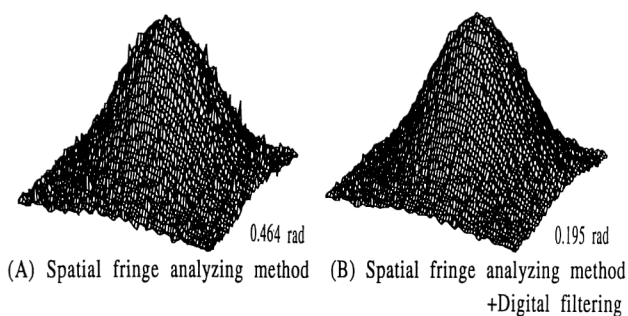 0.464 rad
0.195 rad
(A) Spatial fringe analyzing method
(B) Spatial fringe analyzing method
+Digital filtering